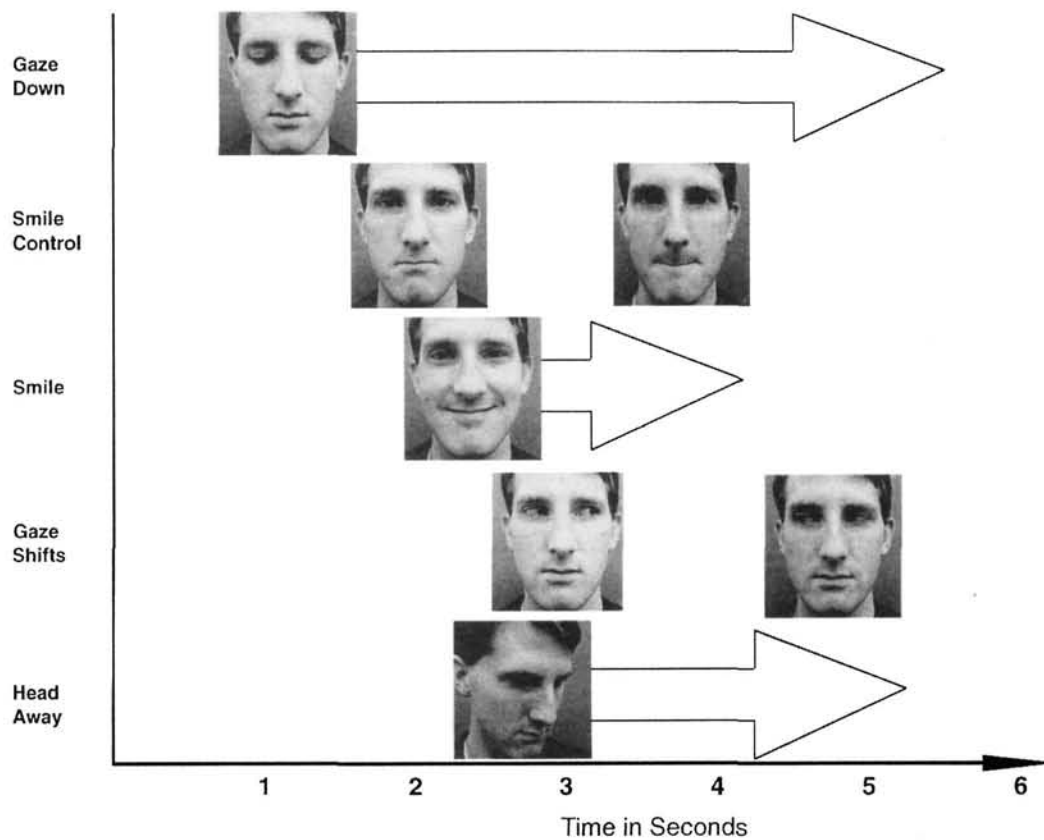 Gaze
Down
Smile
Control
Smile
Gaze
Shifts
Head
Away
1 2 3 4 5 6
Time in Seconds